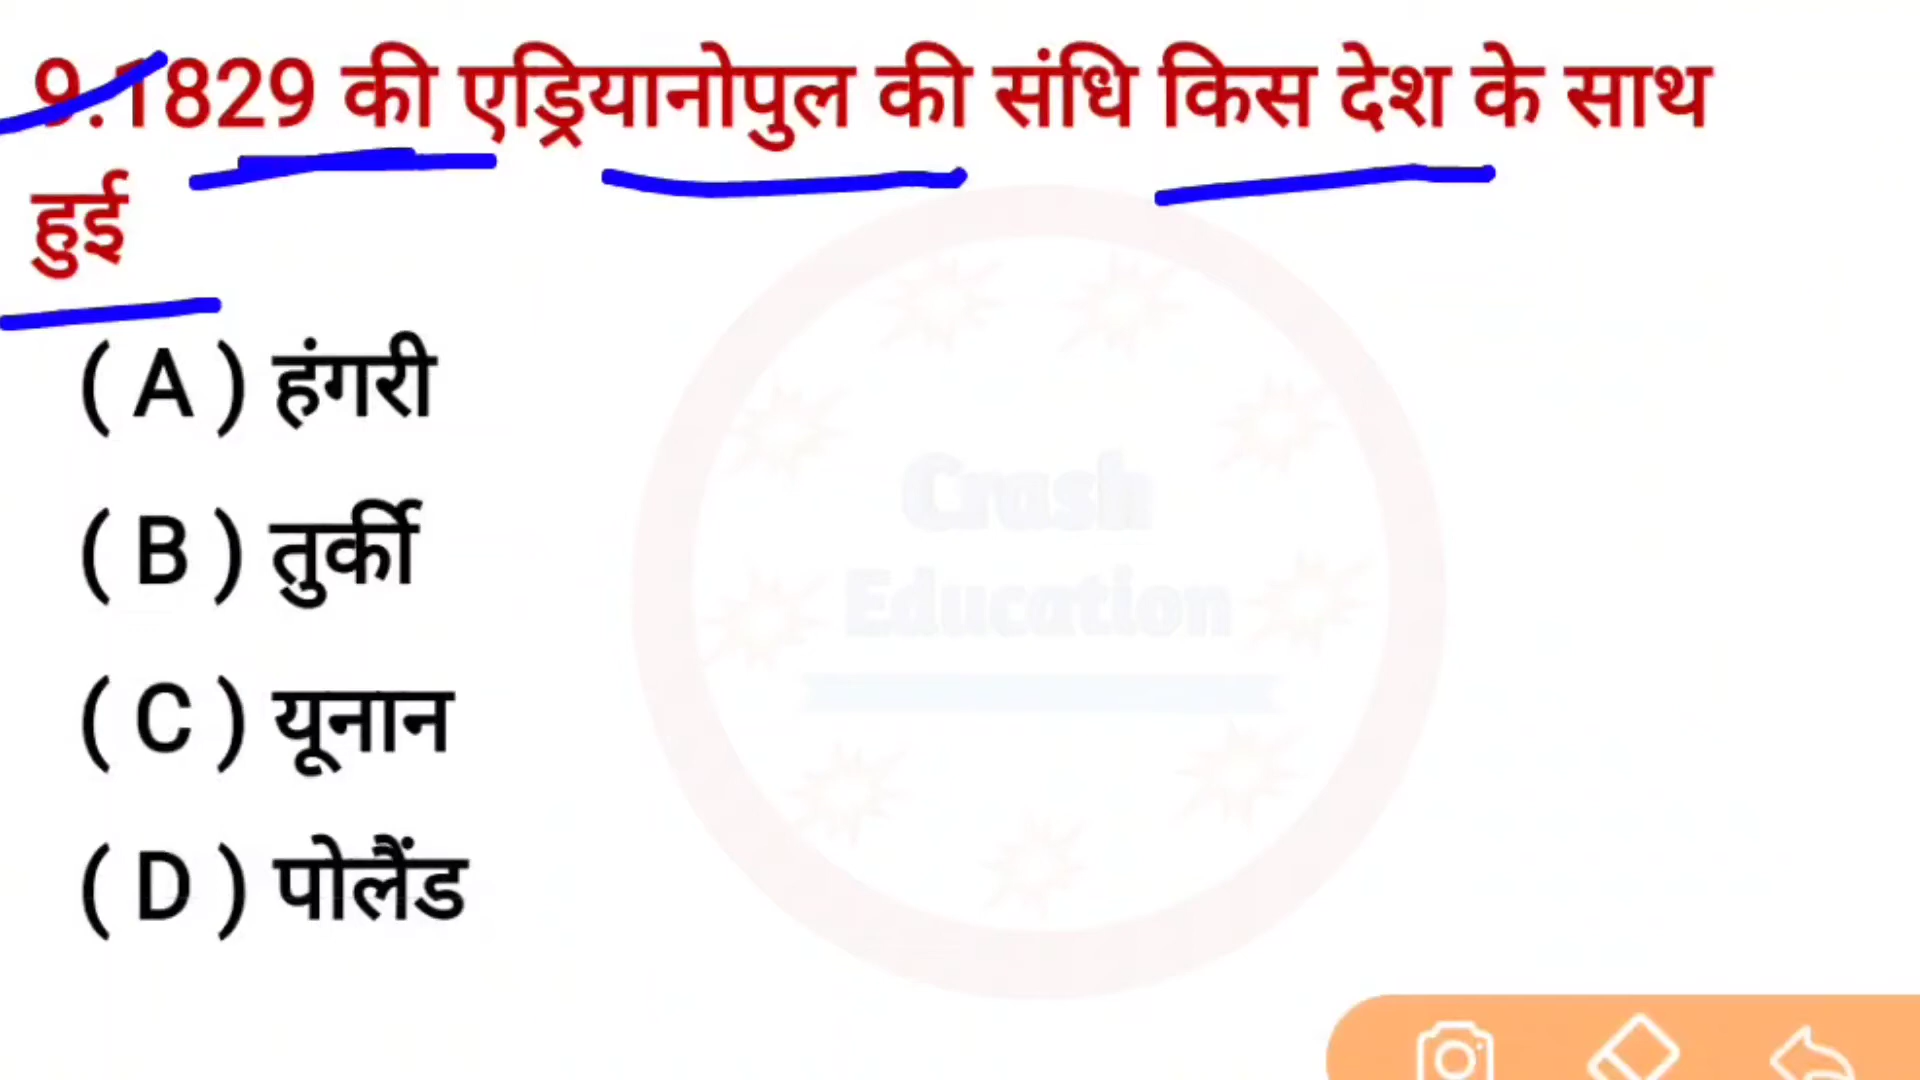 9.1829 की एड्रियानोपुल की संधि किस देश के साथ
हुई
( A ) हंगरी
( B ) तुर्की
( C ) यूनान
( D ) पोलैंड
Crash
Education